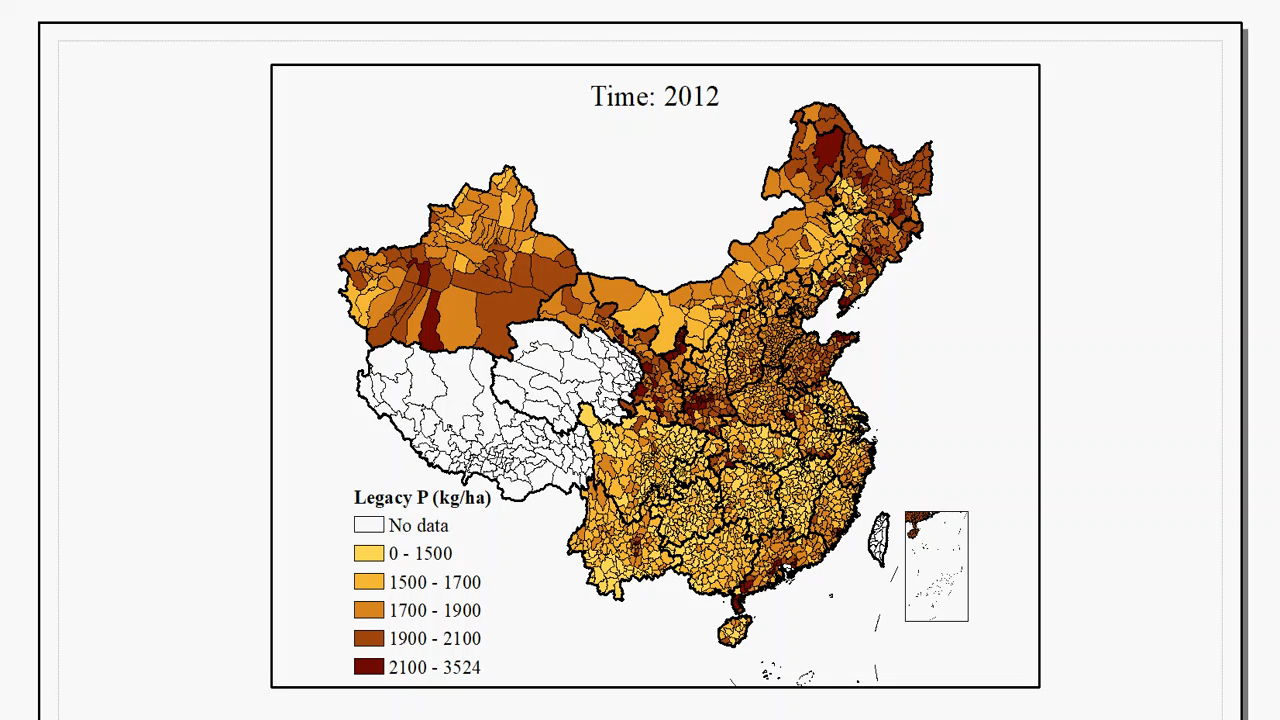 Time: 2012
Legacy P (kg/ha)
No data
0 - 1500
1500 - 1700
1700 - 1900
1900 - 2100
2100 - 3524